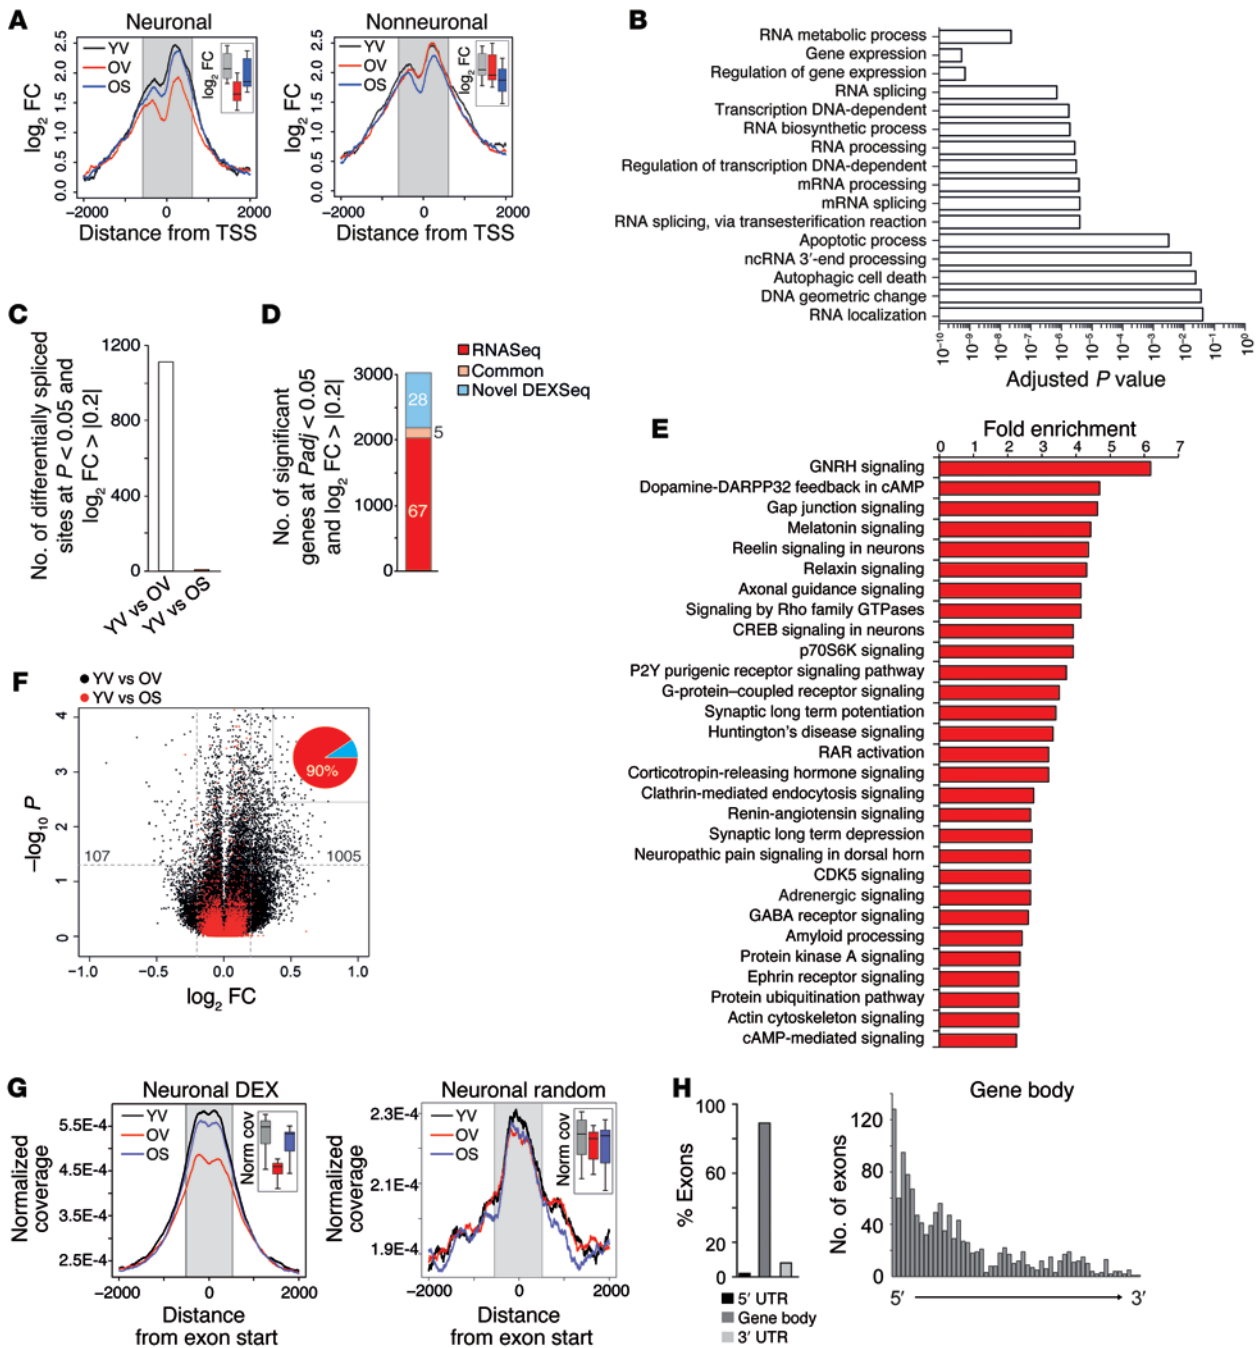 A
Neuronal
YV
OV
OS
log2 FC
log2 FC
2.5
2.0
1.5
1.0
0.5
0.0
−2000
0
2000
Distance from TSS
Nonneuronal
YV
OV
OS
log2 FC
log2 FC
2.5
2.0
1.5
1.0
0.5
0.0
−2000
0
2000
Distance from TSS
B
RNA metabolic process
Gene expression
Regulation of gene expression
RNA splicing
Transcription DNA-dependent
RNA biosynthetic process
RNA processing
Regulation of transcription DNA-dependent
mRNA processing
mRNA splicing
RNA splicing, via transesterification reaction
Apoptotic process
ncRNA 3′-end processing
Autophagic cell death
DNA geometric change
RNA localization
10⁻¹⁰
10⁻⁹
10⁻⁸
10⁻⁷
10⁻⁶
10⁻⁵
10⁻⁴
10⁻³
10⁻²
10⁻¹
10⁰
Adjusted P value
C
No. of differentially spliced
sites at P < 0.05 and
log2 FC > |0.2|
1200
800
400
0
YV vs OV
YV vs OS
D
RNASeq
Common
Novel DEXSeq
No. of significant
genes at Padj < 0.05
and log2 FC > |0.2|
3000
2000
1000
0
28
5
67
E
Fold enrichment
0 1 2 3 4 5 6 7
GNRH signaling
Dopamine-DARPP32 feedback in cAMP
Gap junction signaling
Melatonin signaling
Reelin signaling in neurons
Relaxin signaling
Axonal guidance signaling
Signaling by Rho family GTPases
CREB signaling in neurons
p70S6K signaling
P2Y purigenic receptor signaling pathway
G-protein–coupled receptor signaling
Synaptic long term potentiation
Huntington's disease signaling
RAR activation
Corticotropin-releasing hormone signaling
Clathrin-mediated endocytosis signaling
Renin-angiotensin signaling
Synaptic long term depression
Neuropathic pain signaling in dorsal horn
CDK5 signaling
Adrenergic signaling
GABA receptor signaling
Amyloid processing
Protein kinase A signaling
Ephrin receptor signaling
Protein ubiquitination pathway
Actin cytoskeleton signaling
cAMP-mediated signaling
F
YV vs OV
YV vs OS
−log10 P
4
3
2
1
0
90%
107
1005
−1.0
−0.5
0.0
0.5
1.0
log2 FC
G
Neuronal DEX
YV
OV
OS
Norm cov
Normalized
coverage
5.5E-4
4.5E-4
3.5E-4
2.5E-4
−2000
0
2000
Distance
from exon start
Neuronal random
YV
OV
OS
Norm cov
Normalized
coverage
2.3E-4
2.1E-4
1.9E-4
−2000
0
2000
Distance
from exon start
H
% Exons
100
60
20
0
5′ UTR
Gene body
3′ UTR
Gene body
No. of exons
120
80
40
0
5′
3′